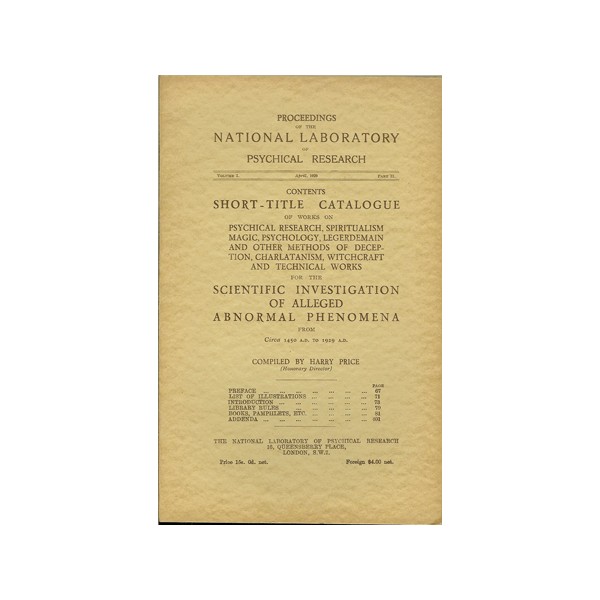 PROCEEDINGS
OF THE
NATIONAL LABORATORY
OF
PSYCHICAL RESEARCH
VOLUME I. APRIL, 1929 PART II.
CONTENTS
SHORT-TITLE CATALOGUE
OF WORKS ON
PSYCHICAL RESEARCH, SPIRITUALISM
MAGIC, PSYCHOLOGY, LEGERDEMAIN
AND OTHER METHODS OF DECEP-
TION, CHARLATANISM, WITCHCRAFT
AND TECHNICAL WORKS
FOR THE
SCIENTIFIC INVESTIGATION
OF ALLEGED
ABNORMAL PHENOMENA
FROM
Circa 1450 A.D. TO 1929 A.D.
COMPILED BY HARRY PRICE
(Honorary Director)
PAGE
PREFACE ... ... ... ... ... ... ... 67
LIST OF ILLUSTRATIONS ... ... ... ... 71
INTRODUCTION ... ... ... ... ... ... 73
LIBRARY RULES ... ... ... ... ... 79
BOOKS, PAMPHLETS, ETC. ... ... ... ...
ADDENDA ... ... ... ... ... ... ...
THE NATIONAL LABORATORY OF PSYCHICAL RESEARCH
16, QUEENSBERRY PLACE,
LONDON, S.W.7.
Price 15s. 0d. net. Foreign $4.00 net.